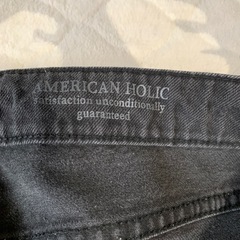 AMERICAN HOLIC
satisfaction unconditionally
guaranteed